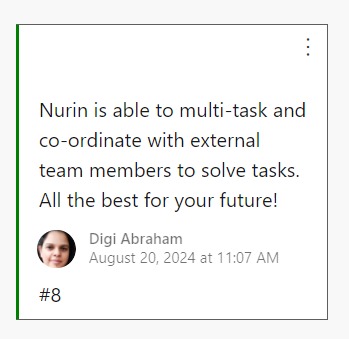 Nurin is able to multi-task and
co-ordinate with external
team members to solve tasks.
All the best for your future!
Digi Abraham
August 20, 2024 at 11:07 AM
#8